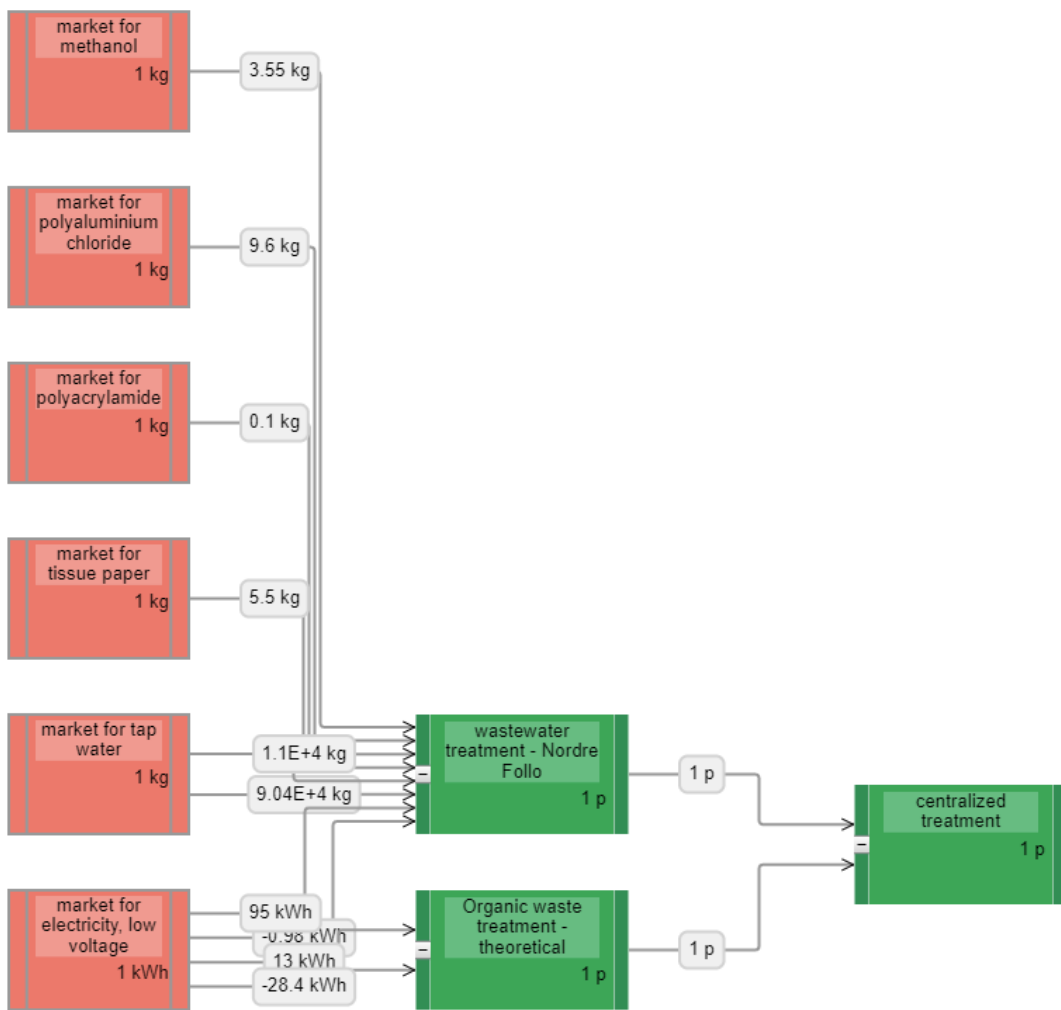 market for
methanol
1 kg
3.55 kg
market for
polyaluminium
chloride
1 kg
9.6 kg
market for
polyacrylamide
1 kg
0.1 kg
market for
tissue paper
1 kg
5.5 kg
market for tap
water
1 kg
1.1E+4 kg
9.04E+4 kg
wastewater
treatment - Nordre
Follo
1 p
1 p
centralized
treatment
1 p
market for
electricity, low
voltage
1 kWh
95 kWh
-0.98 kWh
13 kWh
-28.4 kWh
Organic waste
treatment -
theoretical
1 p
1 p